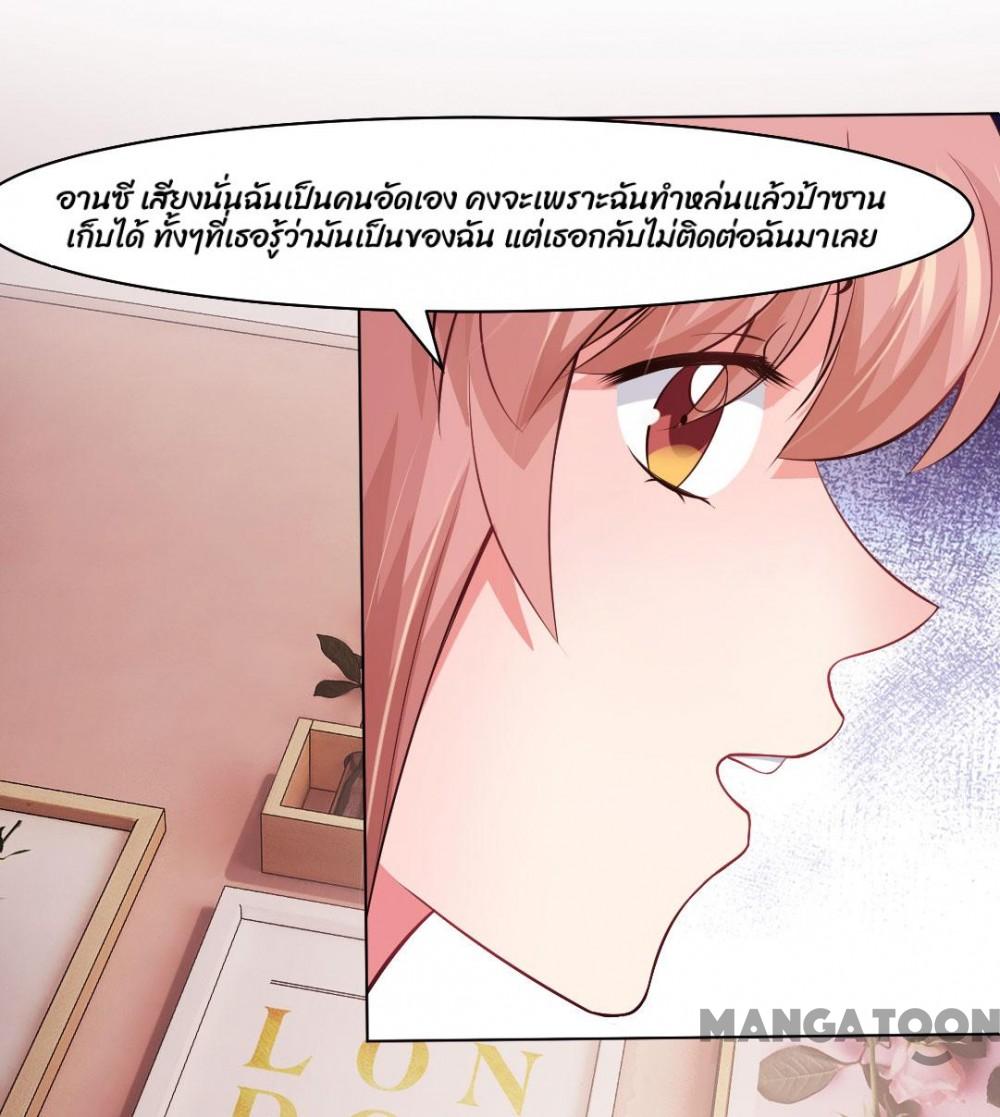 อานซี เสียงนั่นฉันเป็นคนอัดเอง คงจะเพราะฉันทำหล่นแล้วป้าซาน
เก็บได้ ทั้งๆที่เธอรู้ว่ามันเป็นของฉัน แต่เธอกลับไม่ติดต่อฉันมาเลย
LON
DO
MANGATOON